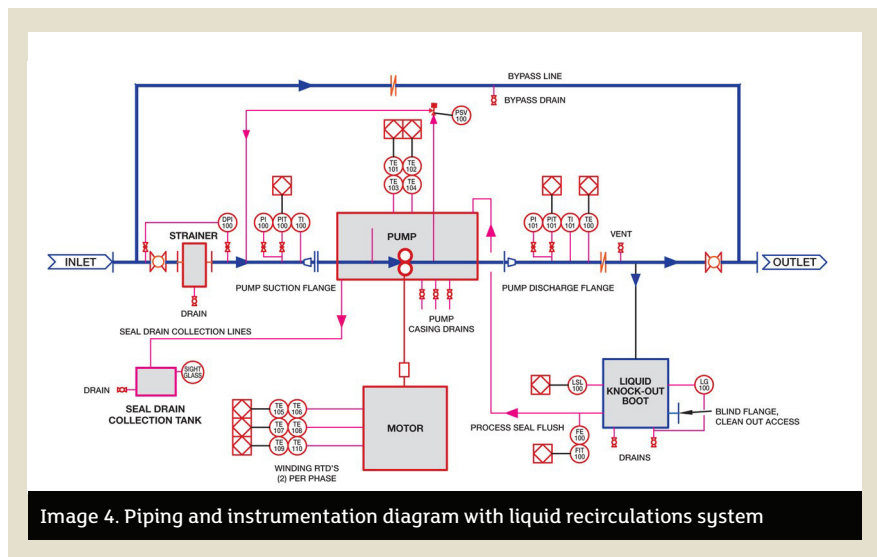 BYPASS LINE
BYPASS DRAIN
PSV
100
TE
101
TE
102
TE
103
TE
104
DPI
100
PI
100
PIT
100
TI
100
PI
101
PIT
101
TI
101
TE
100
STRAINER
PUMP
VENT
INLET
OUTLET
PUMP SUCTION FLANGE
PUMP DISCHARGE FLANGE
DRAIN
PUMP
CASING DRAINS
SEAL DRAIN COLLECTION LINES
SIGHT
GLASS
DRAIN
SEAL DRAIN
COLLECTION TANK
LSL
100
LIQUID
KNOCK-OUT
BOOT
LG
100
BLIND FLANGE,
CLEAN OUT ACCESS
PROCESS SEAL FLUSH
FE
100
FIT
100
DRAINS
TE
105
TE
106
TE
107
TE
108
TE
109
TE
110
MOTOR
WINDING RTD'S
(2) PER PHASE
Image 4. Piping and instrumentation diagram with liquid recirculations system